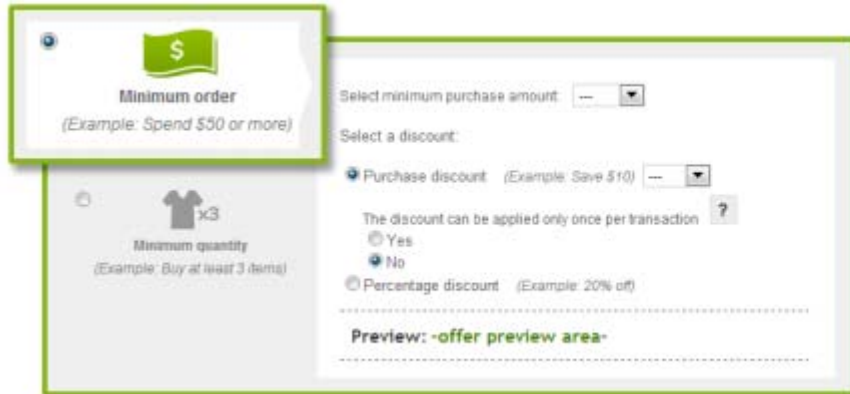 $
Minimum order
(Example: Spend $50 or more)
x3
Minimum quantity
(Example: Buy at least 3 items)
Select minimum purchase amount: ---
Select a discount:
Purchase discount (Example: Save $10) ---
The discount can be applied only once per transaction ?
Yes
No
Percentage discount (Example: 20% off)
Preview: -offer preview area-